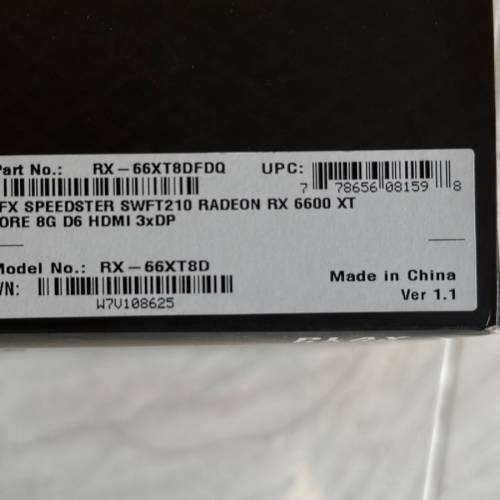 Part No.: RX-66XT8DFDQ UPC:
7 78656 08159 8
FX SPEEDSTER SWFT210 RADEON RX 6600 XT
ORE 8G D6 HDMI 3xDP
Model No.: RX-66XT8D
/N:
W7V108625
Made in China
Ver 1.1